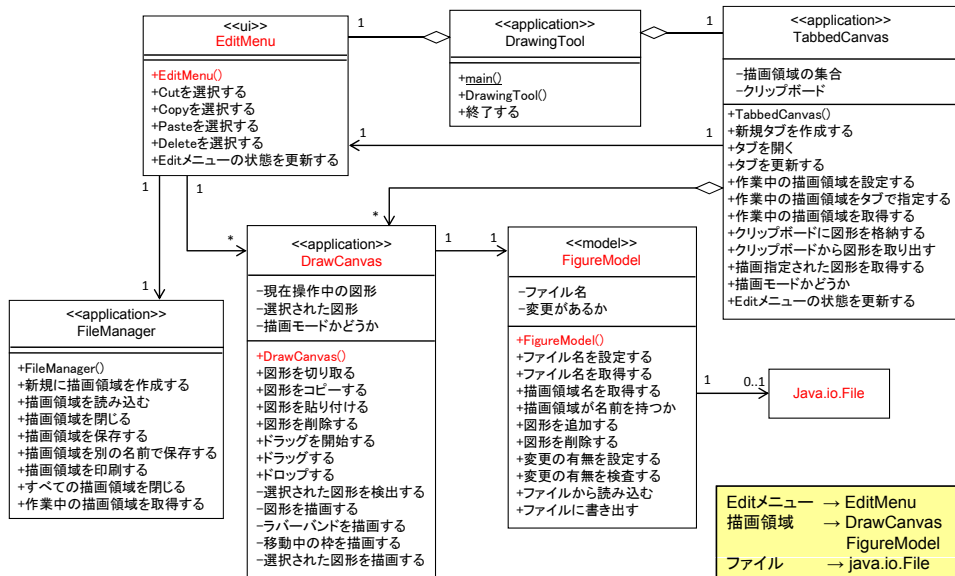 <<ui>>
EditMenu
+EditMenu()
+Cutを選択する
+Copyを選択する
+Pasteを選択する
+Deleteを選択する
+Editメニューの状態を更新する
1
<<application>>
DrawingTool
+main()
+DrawingTool()
+終了する
1
<<application>>
TabbedCanvas
-描画領域の集合
-クリップボード
+TabbedCanvas()
+新規タブを作成する
+タブを開く
+タブを更新する
+作業中の描画領域を設定する
+作業中の描画領域をタブで指定する
+作業中の描画領域を取得する
+クリップボードに図形を格納する
+クリップボードから図形を取り出す
+描画指定された図形を取得する
+描画モードかどうか
+Editメニューの状態を更新する
1
1
1
1
*
*
1
<<application>>
FileManager
+FileManager()
+新規に描画領域を作成する
+描画領域を読み込む
+描画領域を閉じる
+描画領域を保存する
+描画領域を別の名前で保存する
+描画領域を印刷する
+すべての描画領域を閉じる
+作業中の描画領域を取得する
<<application>>
DrawCanvas
-現在操作中の図形
-選択された図形
-描画モードかどうか
+DrawCanvas()
+図形を切り取る
+図形をコピーする
+図形を貼り付ける
+図形を削除する
+ドラッグを開始する
+ドラッグする
+ドロップする
-選択された図形を検出する
-図形を描画する
-ラバーバンドを描画する
-移動中の枠を描画する
-選択された図形を描画する
1
1
<<model>>
FigureModel
-ファイル名
-変更があるか
+FigureModel()
+ファイル名を設定する
+ファイル名を取得する
+描画領域名を取得する
+描画領域が名前を持つか
+図形を追加する
+図形を削除する
+変更の有無を設定する
+変更の有無を検査する
+ファイルから読み込む
+ファイルに書き出す
1
0..1
Java.io.File
Editメニュー → EditMenu
描画領域 → DrawCanvas
FigureModel
ファイル → java.io.File